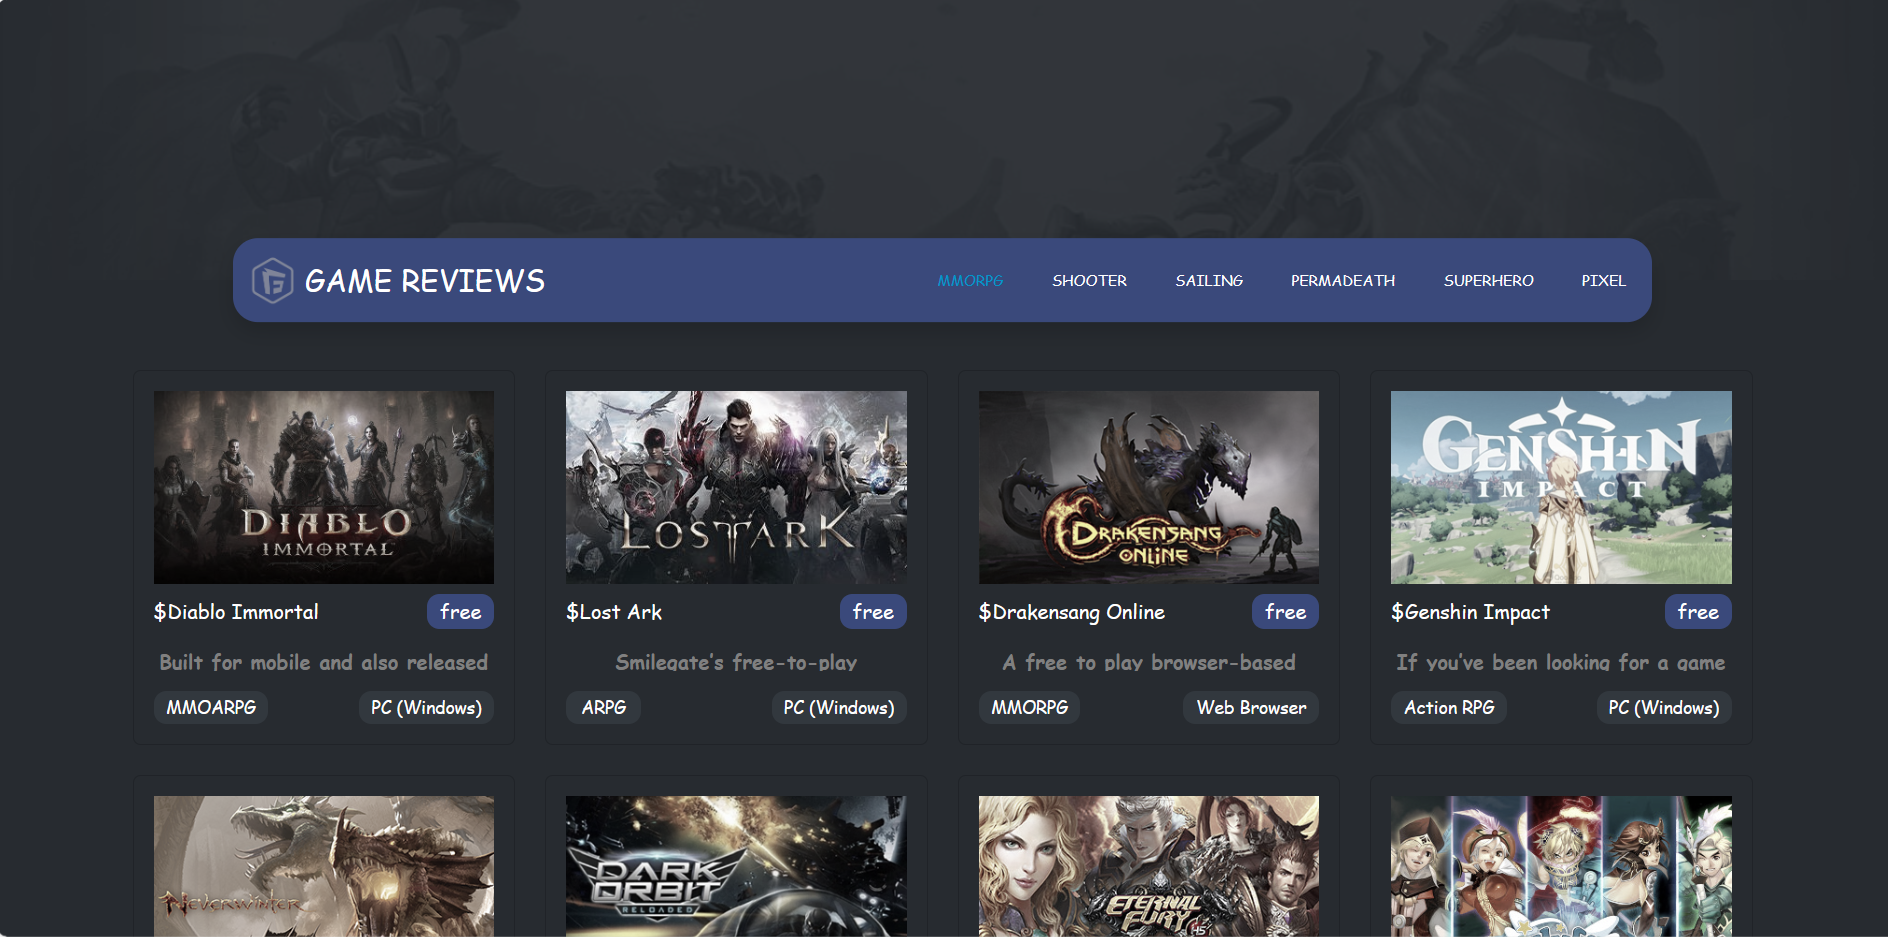 GAME REVIEWS
MMORPG SHOOTER SAILING PERMADEATH SUPERHERO PIXEL
DIABLO
IMMORTAL
LOST ARK
DRAKENSANG
ONLINE
GENSHIN
IMPACT
$Diablo Immortal free
$Lost Ark free
$Drakensang Online free
$Genshin Impact free
Built for mobile and also released
Smilegate's free-to-play
A free to play browser-based
If you've been looking for a game
MMOARPG PC (Windows)
ARPG PC (Windows)
MMORPG Web Browser
Action RPG PC (Windows)
NEVERWINTER
DARK
ORBIT
RELOADED
ETERNAL
FURY